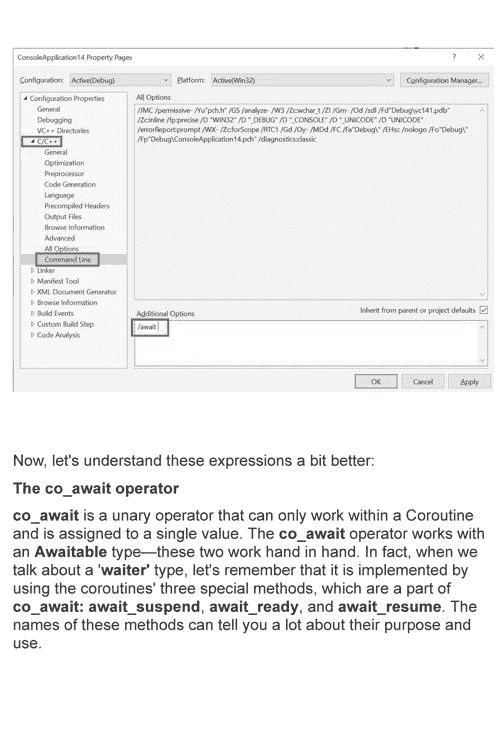 ConsoleApplication14 Property Pages
? ×
Configuration: Active(Debug) Platform: Active(Win32) Configuration Manager...
Configuration Properties
General
Debugging
VC++ Directories
C/C++
General
Optimization
Preprocessor
Code Generation
Language
Precompiled Headers
Output Files
Browse Information
Advanced
All Options
Command Line
Linker
Manifest Tool
XML Document Generator
Browse Information
Build Events
Custom Build Step
Code Analysis
All Options
/JMC /permissive- /Yu"pch.h" /GS /analyze- /W3 /Zc:wchar_t /ZI /Gm- /Od /sdl /Fd"Debug\vc141.pdb"
/Zc:inline /fp:precise /D "WIN32" /D "_DEBUG" /D "_CONSOLE" /D "_UNICODE" /D "UNICODE"
/errorReport:prompt /WX- /Zc:forScope /RTC1 /Gd /Oy- /MDd /FC /Fa"Debug\" /EHsc /nologo /Fo"Debug\"
/Fp"Debug\ConsoleApplication14.pch" /diagnostics:classic
Additional Options
Inherit from parent or project defaults
/await
OK Cancel Apply
Now, let's understand these expressions a bit better:
The co_await operator
co_await is a unary operator that can only work within a Coroutine
and is assigned to a single value. The co_await operator works with
an Awaitable type—these two work hand in hand. In fact, when we
talk about a 'waiter' type, let's remember that it is implemented by
using the coroutines' three special methods, which are a part of
co_await: await_suspend, await_ready, and await_resume. The
names of these methods can tell you a lot about their purpose and
use.